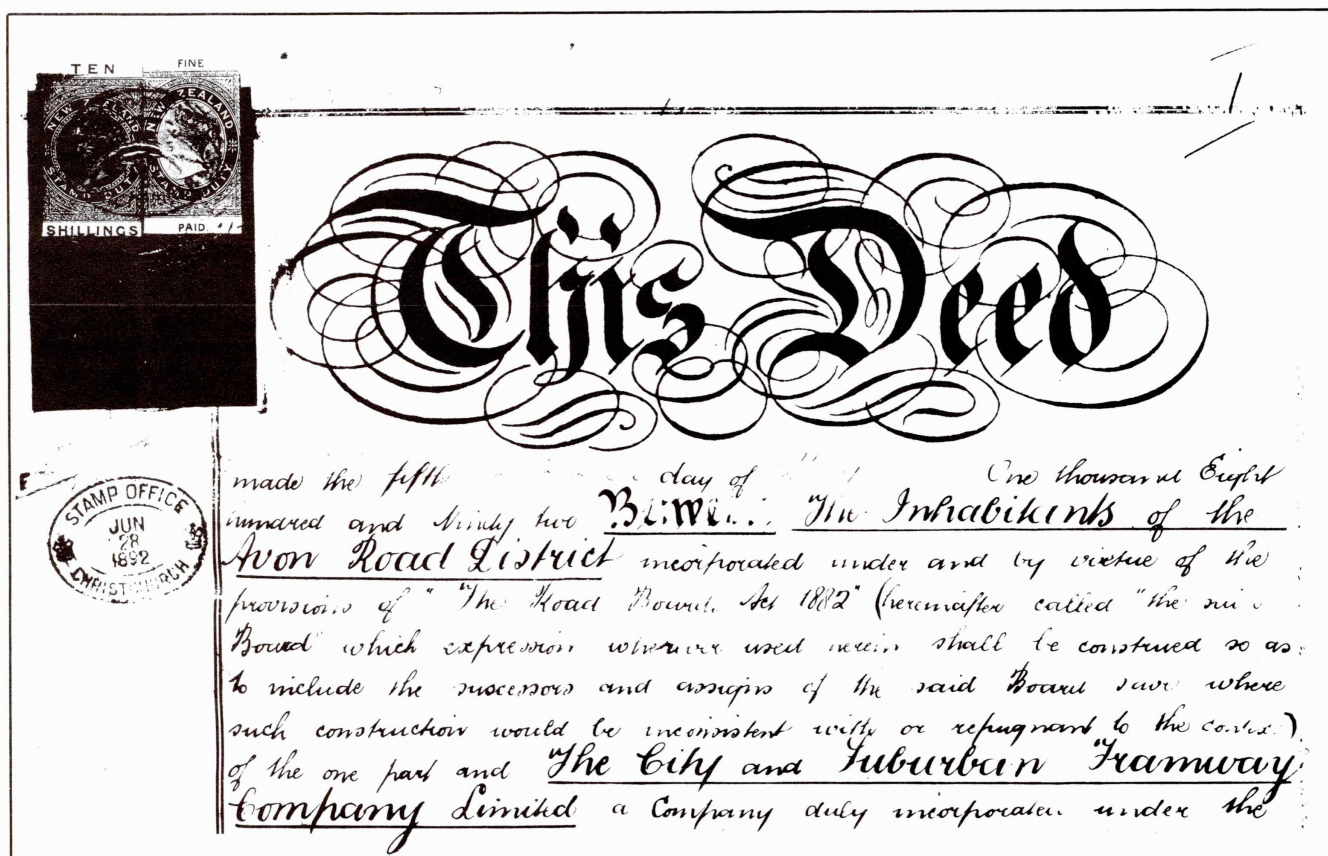 TEN
FINE
NEW ZEALAND
NEW ZEALAND
STAMP DUTY
STAMP DUTY
SHILLINGS
PAID.
This Deed
STAMP OFFICE
JUN
28
1892
CHRISTCHURCH
made the fifth day of One thousand Eight
hundred and Ninety two Between The Inhabitants of the
Avon Road District incorporated under and by virtue of the
provisions of "The Road Boards Act 1882" (hereinafter called "the said
Board" which expression wherever used herein shall be construed so as
to include the successors and assigns of the said Board save where
such construction would be inconsistent with or repugnant to the context)
of the one part and The City and Suburban Tramway
Company Limited a Company duly incorporated under the